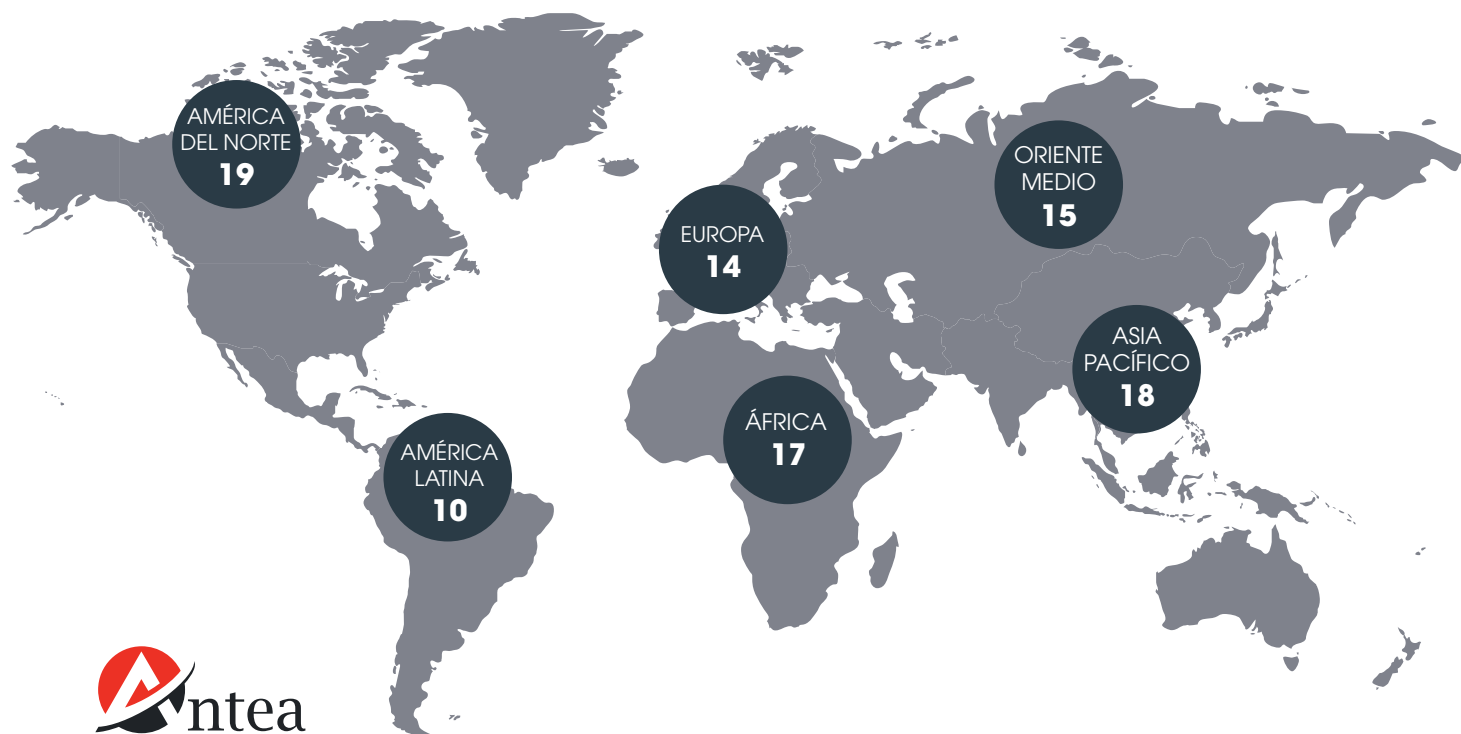 AMÉRICA
DEL NORTE
19
ORIENTE
MEDIO
15
EUROPA
14
ASIA
PACÍFICO
18
ÁFRICA
17
AMÉRICA
LATINA
10
Antea